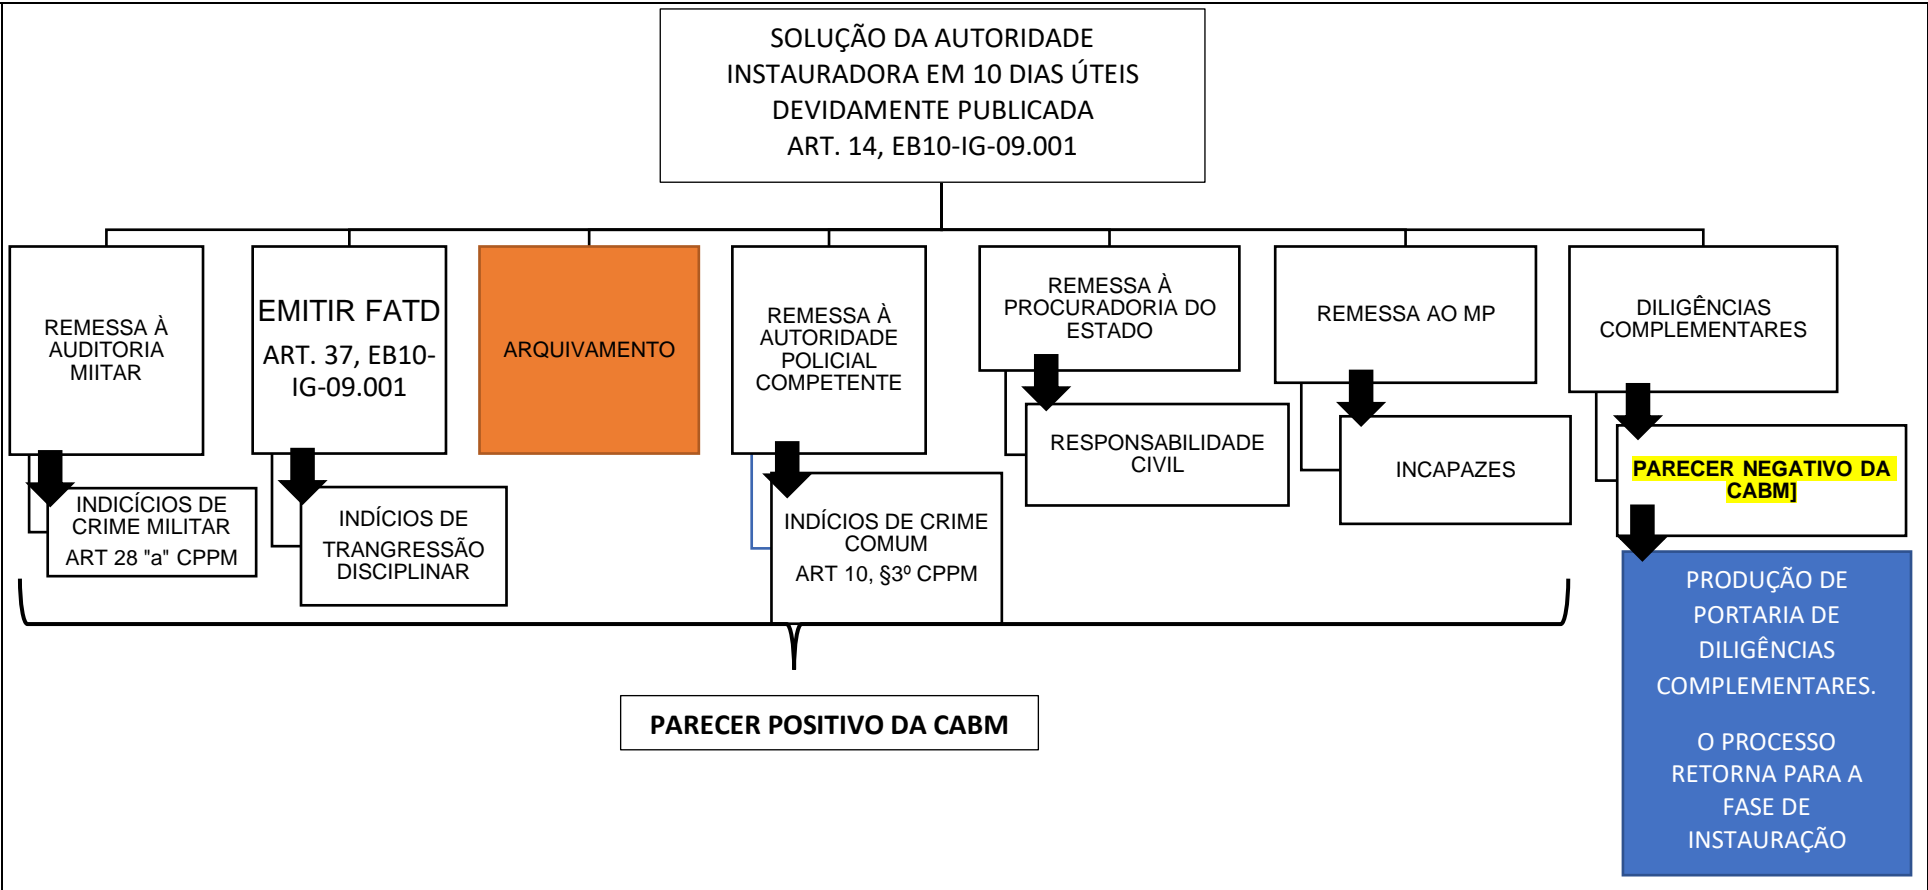 SOLUÇÃO DA AUTORIDADE
INSTAURADORA EM 10 DIAS ÚTEIS
DEVIDAMENTE PUBLICADA
ART. 14, EB10-IG-09.001
REMESSA À
AUDITORIA
MIITAR
INDICÍCIOS DE
CRIME MILITAR
ART 28 "a" CPPM
EMITIR FATD
ART. 37, EB10-
IG-09.001
INDÍCIOS DE
TRANGRESSÃO
DISCIPLINAR
ARQUIVAMENTO
REMESSA À
AUTORIDADE
POLICIAL
COMPETENTE
INDÍCIOS DE CRIME
COMUM
ART 10, §3º CPPM
REMESSA À
PROCURADORIA DO
ESTADO
RESPONSABILIDADE
CIVIL
REMESSA AO MP
INCAPAZES
DILIGÊNCIAS
COMPLEMENTARES
PARECER NEGATIVO DA
CABM]
PRODUÇÃO DE
PORTARIA DE
DILIGÊNCIAS
COMPLEMENTARES.
O PROCESSO
RETORNA PARA A
FASE DE
INSTAURAÇÃO
PARECER POSITIVO DA CABM